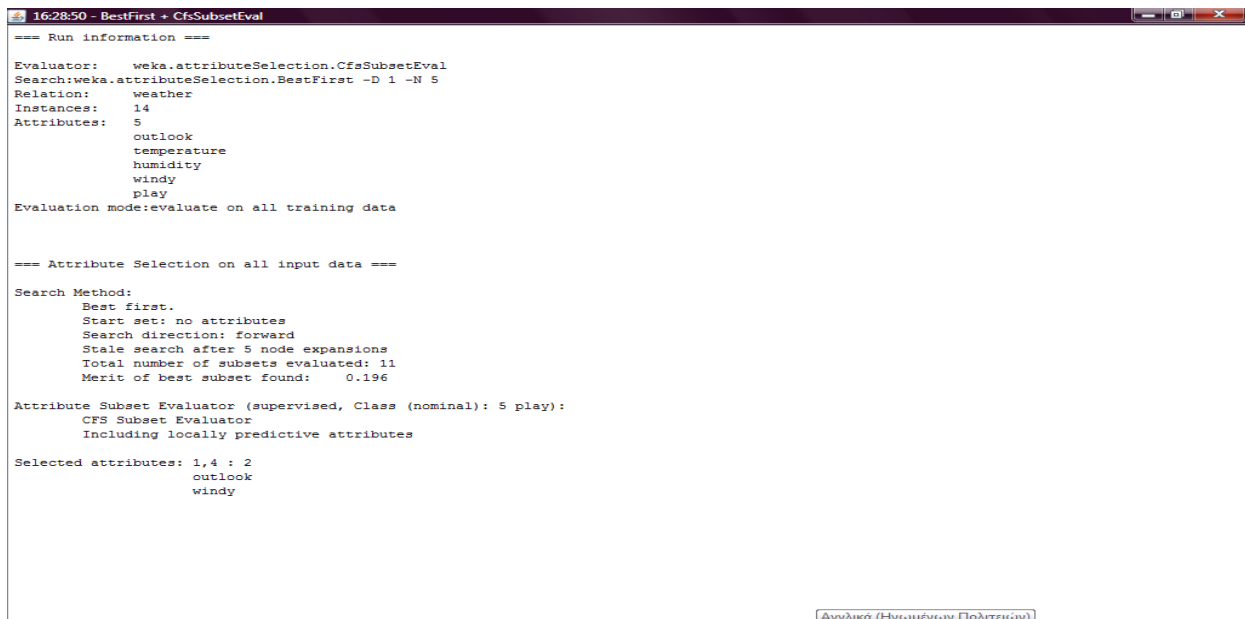 16:28:50 - BestFirst + CfsSubsetEval
=== Run information ===
Evaluator:    weka.attributeSelection.CfsSubsetEval
Search:weka.attributeSelection.BestFirst -D 1 -N 5
Relation:     weather
Instances:    14
Attributes:   5
outlook
temperature
humidity
windy
play
Evaluation mode:evaluate on all training data
=== Attribute Selection on all input data ===
Search Method:
Best first.
Start set: no attributes
Search direction: forward
Stale search after 5 node expansions
Total number of subsets evaluated: 11
Merit of best subset found:    0.196
Attribute Subset Evaluator (supervised, Class (nominal): 5 play):
CFS Subset Evaluator
Including locally predictive attributes
Selected attributes: 1,4 : 2
outlook
windy
Αγγλικά (Ηνωμένων Πολιτειών)